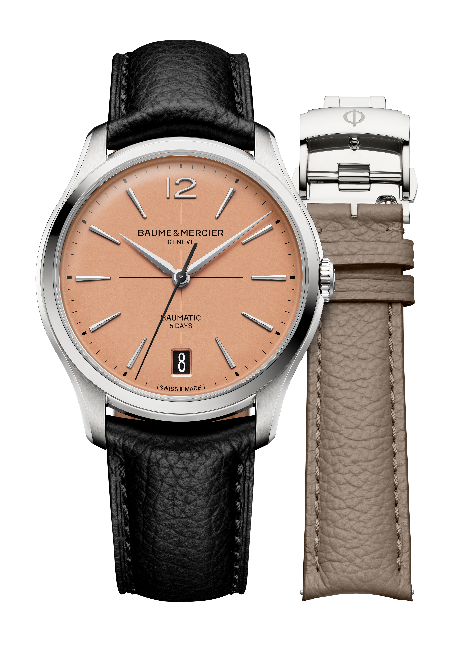 12
BAUME & MERCIER
GENEVE
BAUMATIC
5 DAYS
8
SWISS MADE